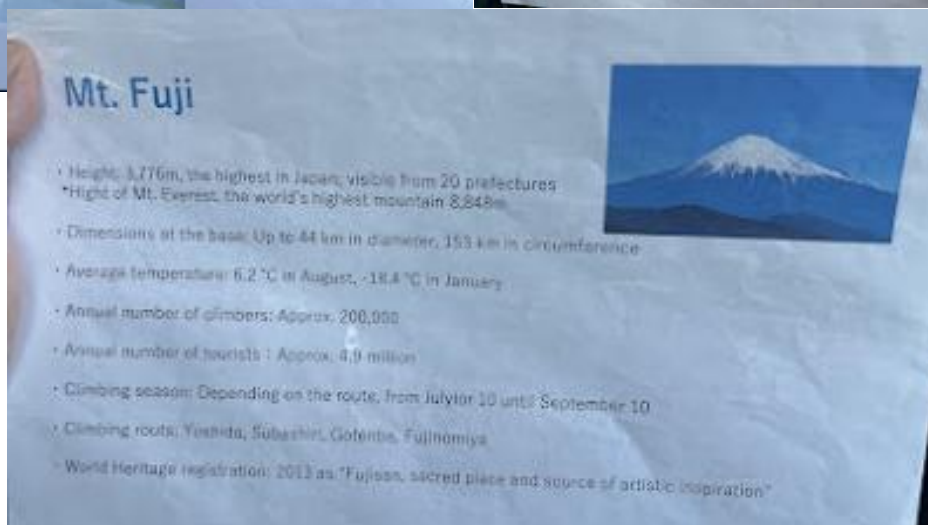 Mt. Fuji
・Height: 3,776m, the highest in Japan; visible from 20 prefectures
*Hight of Mt. Everest, the world's highest mountain 8,848m
・Dimensions at the base: Up to 44 km in diameter, 153 km in circumference
・Average temperature: 6.2 °C in August, -18.4 °C in January
・Annual number of climbers: Approx. 200,000
・Annual number of tourists : Approx. 4.9 million
・Climbing season: Depending on the route, from July1or 10 until September 10
・Climbing routs: Yoshida, Subashiri, Gotenba, Fujinomiya
・World Heritage registration: 2013 as "Fujisan, sacred place and source of artistic inspiration"